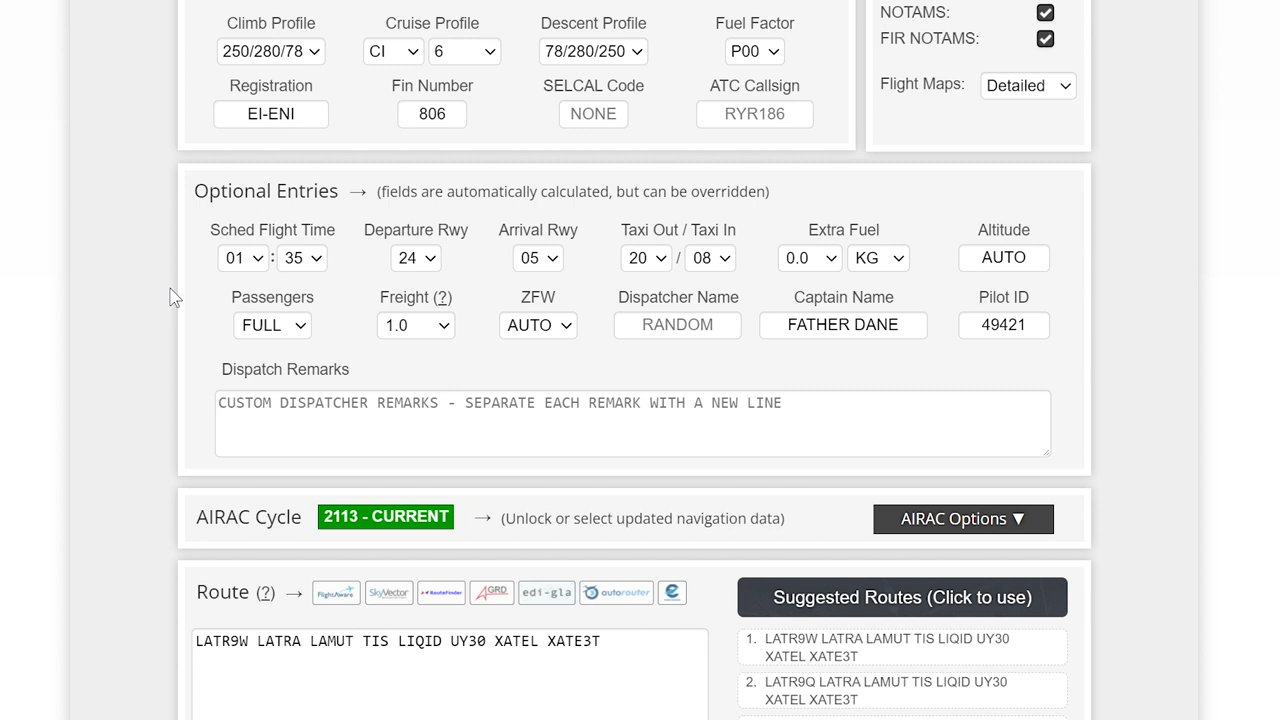 Climb Profile Cruise Profile Descent Profile Fuel Factor
250/280/78 CI 6 78/280/250 P00
Registration Fin Number SELCAL Code ATC Callsign
EI-ENI 806 NONE RYR186
NOTAMS:
FIR NOTAMS:
Flight Maps: Detailed
Optional Entries → (fields are automatically calculated, but can be overridden)
Sched Flight Time Departure Rwy Arrival Rwy Taxi Out / Taxi In Extra Fuel Altitude
01 : 35 24 05 20 / 08 0.0 KG AUTO
Passengers Freight (?) ZFW Dispatcher Name Captain Name Pilot ID
FULL 1.0 AUTO RANDOM FATHER DANE 49421
Dispatch Remarks
CUSTOM DISPATCHER REMARKS - SEPARATE EACH REMARK WITH A NEW LINE
AIRAC Cycle 2113 - CURRENT → (Unlock or select updated navigation data) AIRAC Options ▼
Route (?) → FlightAware SkyVector RouteFinder AGRD edi-gla autorouter
LATR9W LATRA LAMUT TIS LIQID UY30 XATEL XATE3T
Suggested Routes (Click to use)
1. LATR9W LATRA LAMUT TIS LIQID UY30
XATEL XATE3T
2. LATR9Q LATRA LAMUT TIS LIQID UY30
XATEL XATE3T